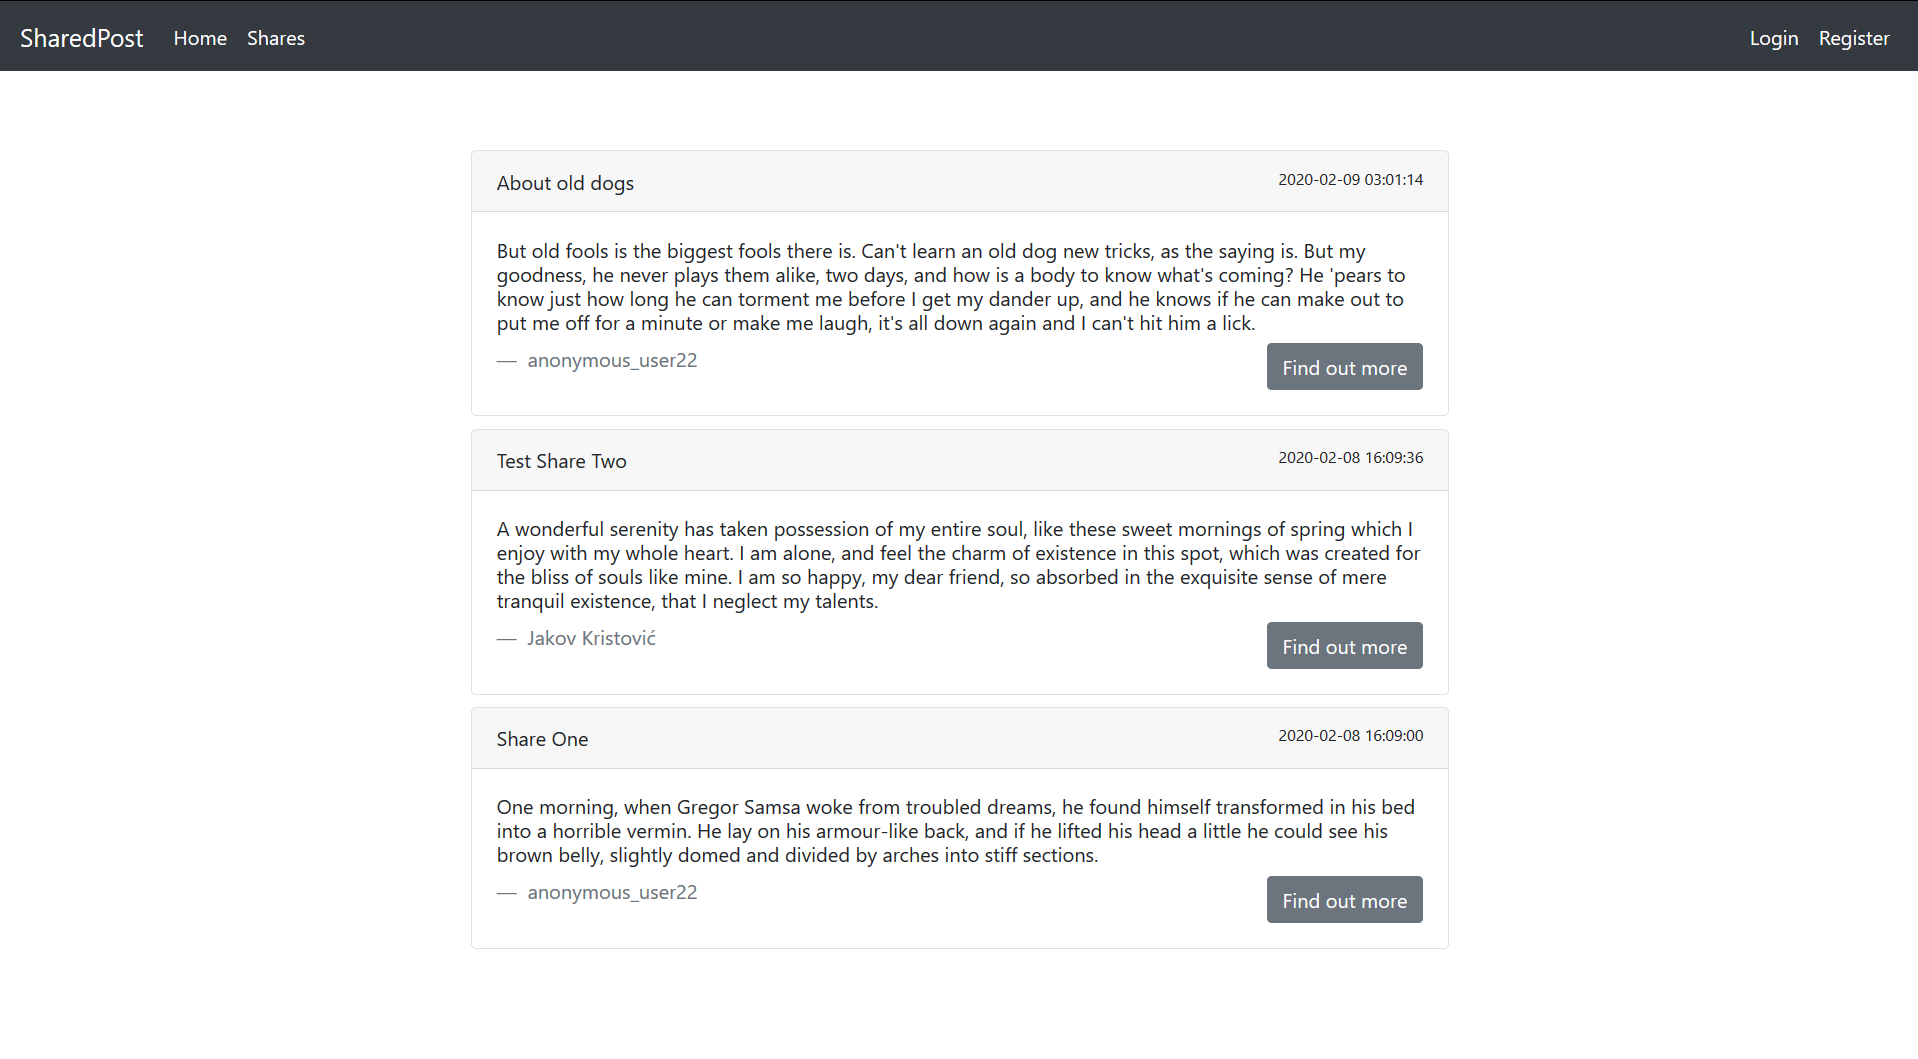 SharedPost Home Shares Login Register
About old dogs 2020-02-09 03:01:14
But old fools is the biggest fools there is. Can't learn an old dog new tricks, as the saying is. But my
goodness, he never plays them alike, two days, and how is a body to know what's coming? He 'pears to
know just how long he can torment me before I get my dander up, and he knows if he can make out to
put me off for a minute or make me laugh, it's all down again and I can't hit him a lick.
— anonymous_user22
Find out more
Test Share Two 2020-02-08 16:09:36
A wonderful serenity has taken possession of my entire soul, like these sweet mornings of spring which I
enjoy with my whole heart. I am alone, and feel the charm of existence in this spot, which was created for
the bliss of souls like mine. I am so happy, my dear friend, so absorbed in the exquisite sense of mere
tranquil existence, that I neglect my talents.
— Jakov Kristović
Find out more
Share One 2020-02-08 16:09:00
One morning, when Gregor Samsa woke from troubled dreams, he found himself transformed in his bed
into a horrible vermin. He lay on his armour-like back, and if he lifted his head a little he could see his
brown belly, slightly domed and divided by arches into stiff sections.
— anonymous_user22
Find out more